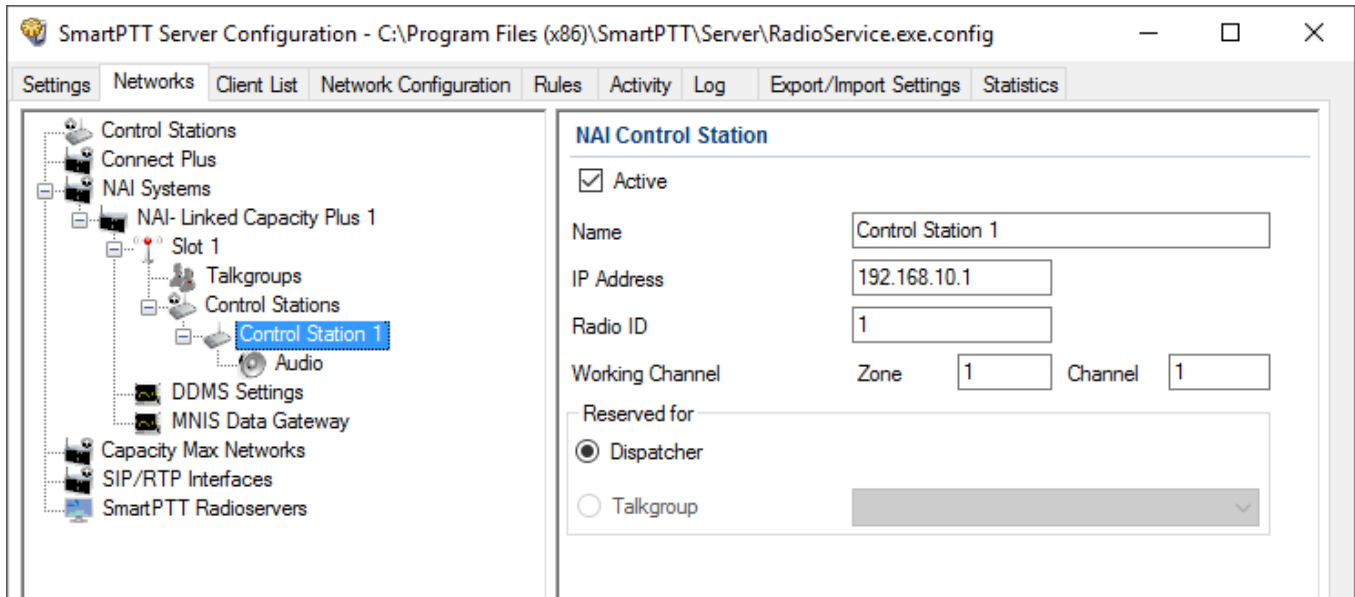 SmartPTT Server Configuration - C:\Program Files (x86)\SmartPTT\Server\RadioService.exe.config
Settings Networks Client List Network Configuration Rules Activity Log Export/Import Settings Statistics
Control Stations
Connect Plus
NAI Systems
NAI- Linked Capacity Plus 1
Slot 1
Talkgroups
Control Stations
Control Station 1
Audio
DDMS Settings
MNIS Data Gateway
Capacity Max Networks
SIP/RTP Interfaces
SmartPTT Radioservers
NAI Control Station
Active
Name Control Station 1
IP Address 192.168.10.1
Radio ID 1
Working Channel Zone 1 Channel 1
Reserved for
Dispatcher
Talkgroup